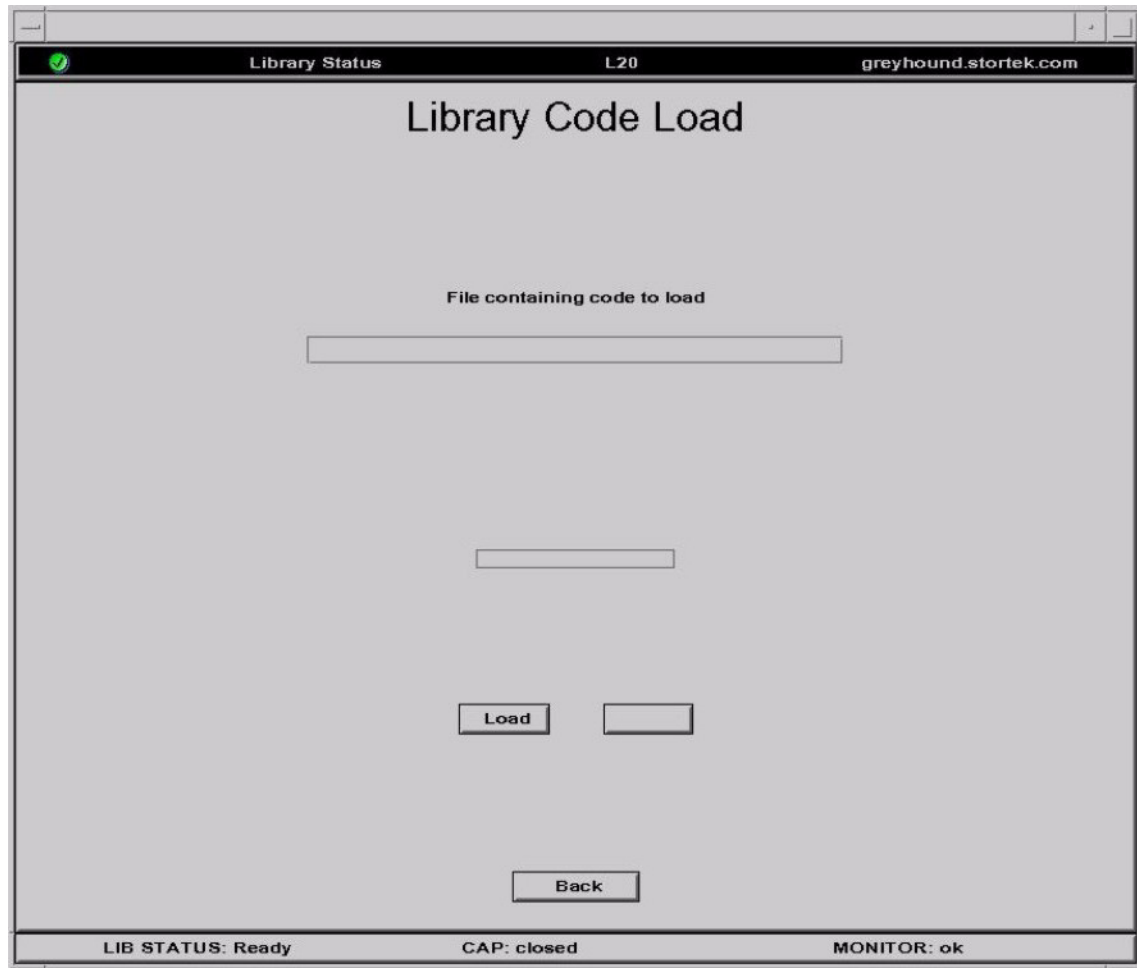 Library Status L20 greyhound.stortek.com
Library Code Load
File containing code to load
Load
Back
LIB STATUS: Ready CAP: closed MONITOR: ok